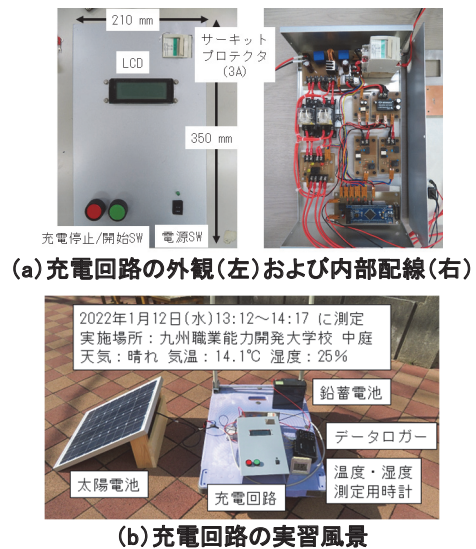 210 mm
LCD
サーキット
プロテクタ
(3A)
350 mm
充電停止/開始SW
電源SW
(a)充電回路の外観(左)および内部配線(右)
2022年1月12日(水)13:12～14:17 に測定
実施場所：九州職業能力開発大学校 中庭
天気：晴れ 気温：14.1℃ 湿度：25%
鉛蓄電池
データロガー
温度・湿度
測定用時計
太陽電池
充電回路
(b)充電回路の実習風景